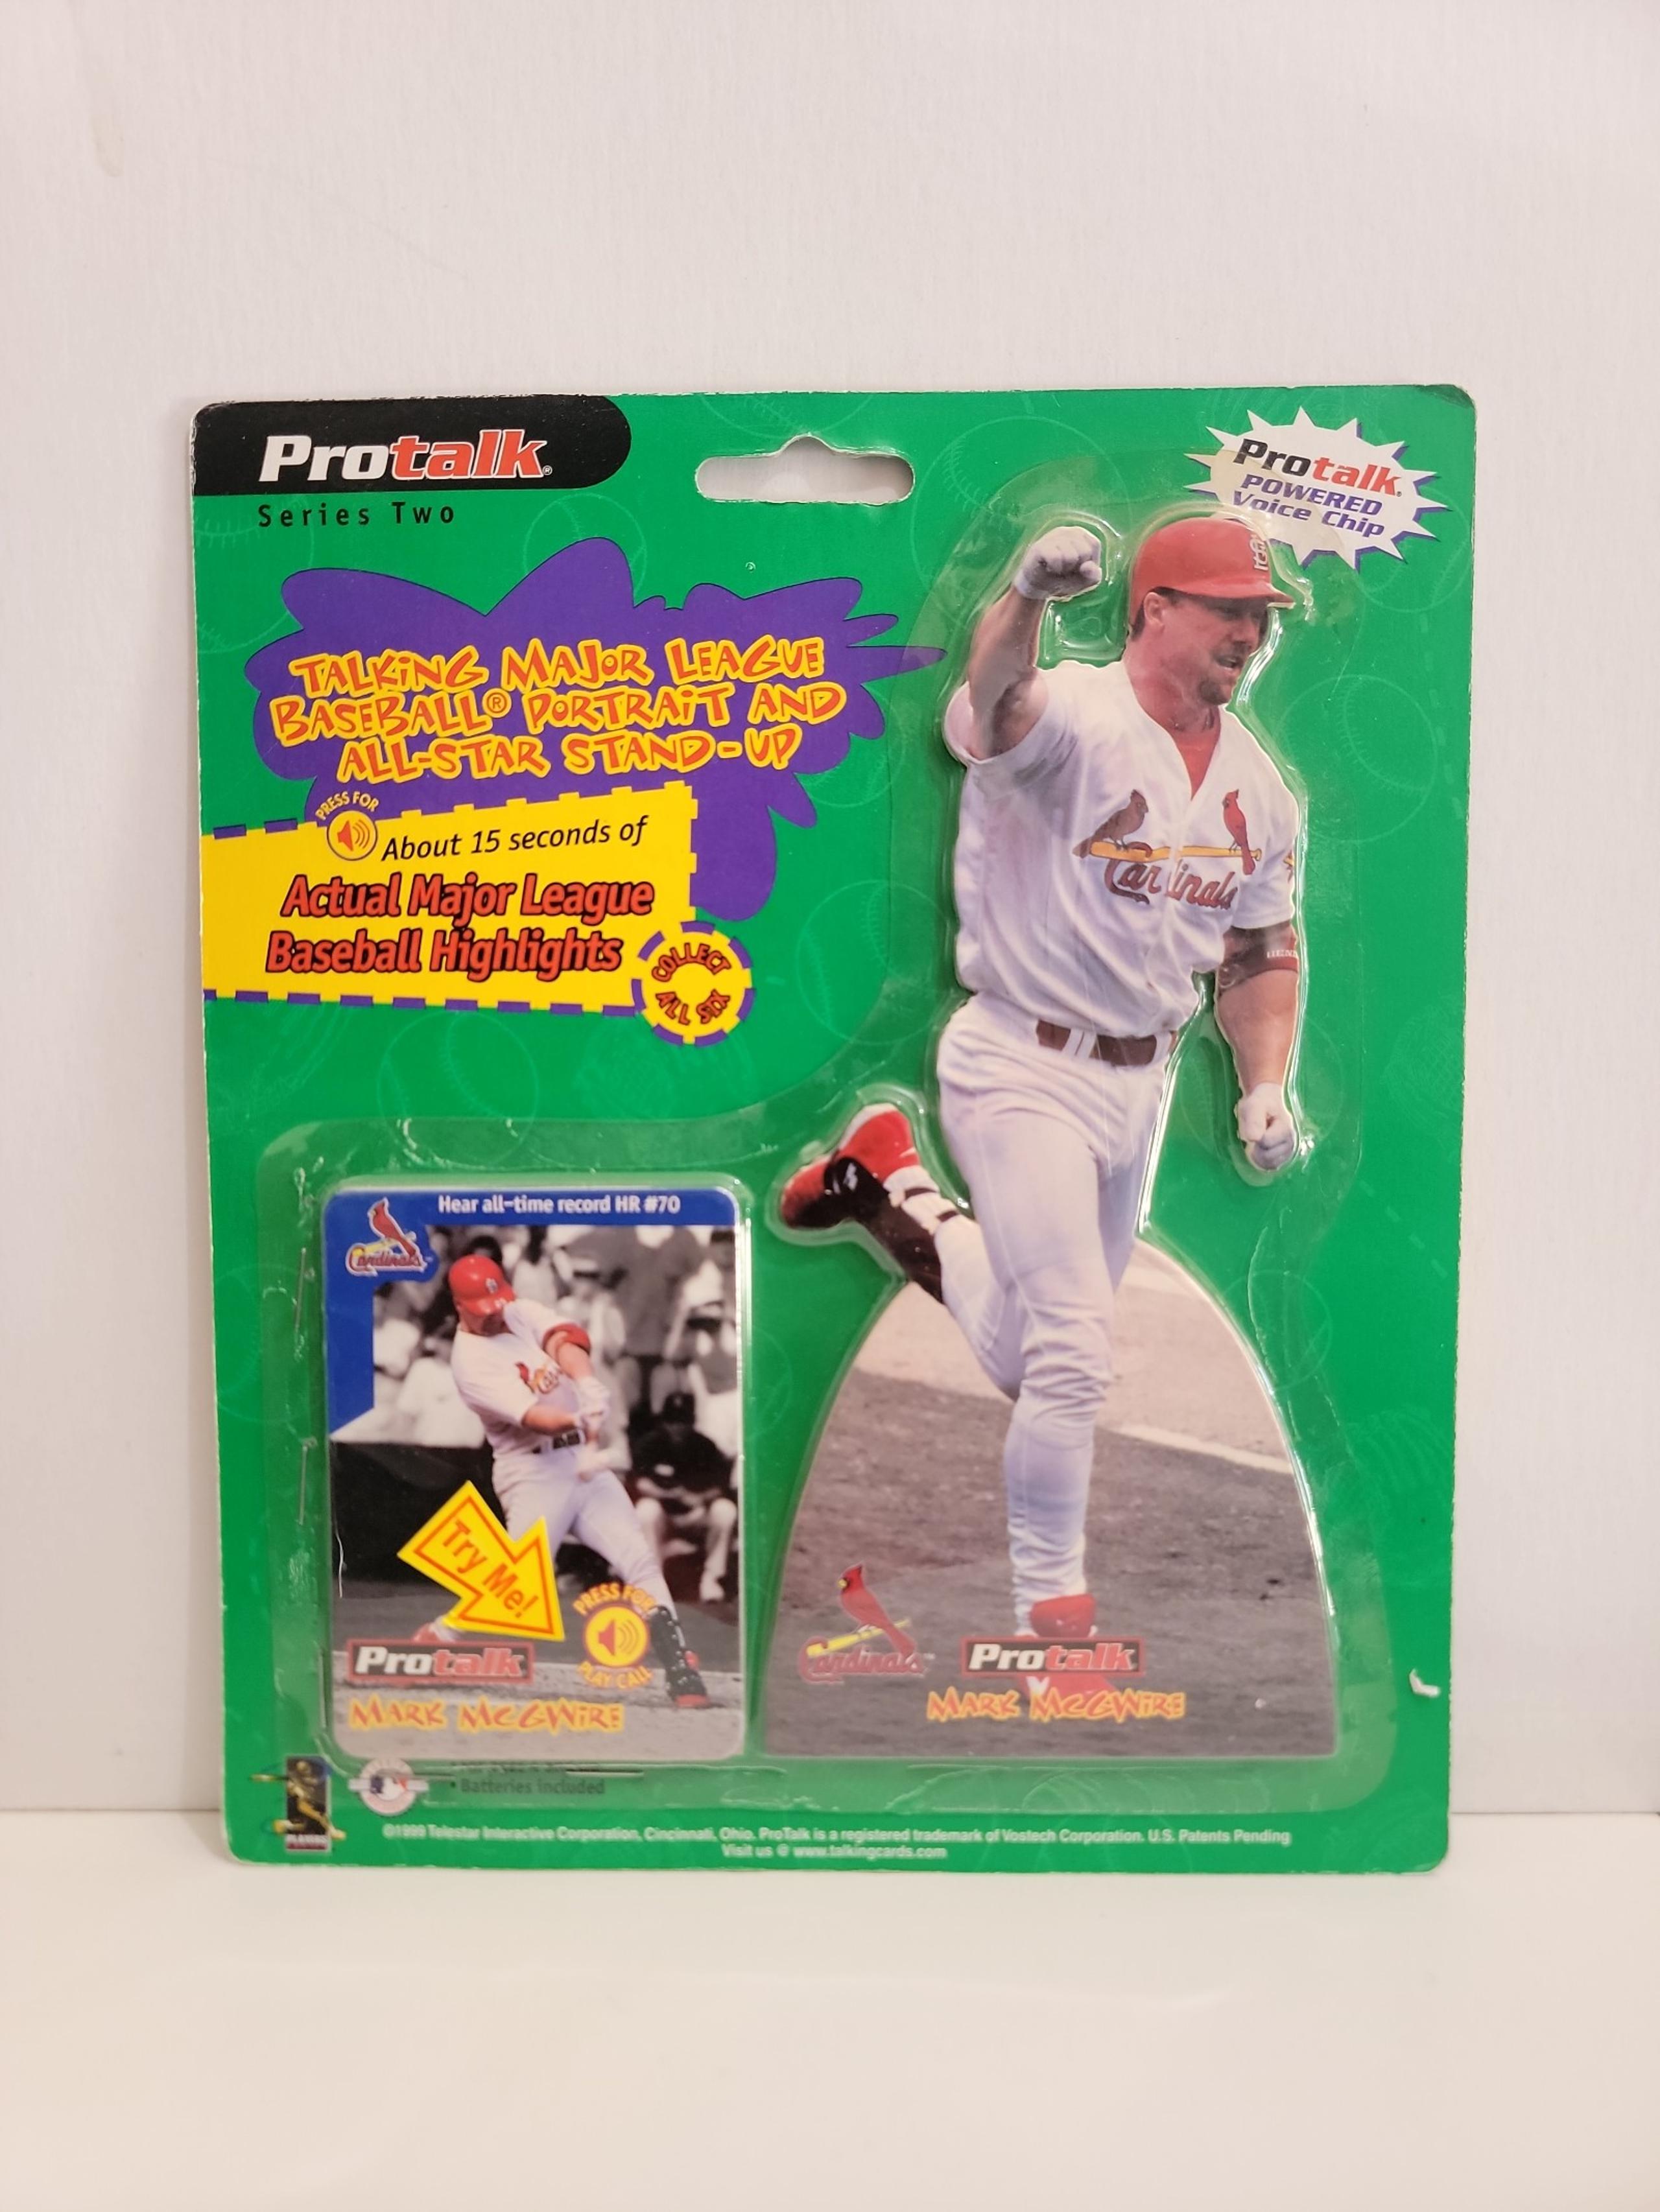 Protalk®
Series Two
Protalk®
POWERED
Voice Chip
TALKING MAJOR LEAGUE
BASEBALL® PORTRAIT AND
ALL-STAR STAND-UP
PRESS FOR
About 15 seconds of
Actual Major League
Baseball Highlights
COLLECT
ALL SIX
StL
Cardinals
Hear all-time record HR #70
Cardinals
Try Me!
PRESS FOR
PLAY CALL
Protalk
MARK McGWIRE
Cardinals
Protalk
MARK McGWIRE
• Batteries included
©1999 Telestar Interactive Corporation, Cincinnati, Ohio. ProTalk is a registered trademark of Vostech Corporation. U.S. Patents Pending
Visit us @ www.talkingcards.com